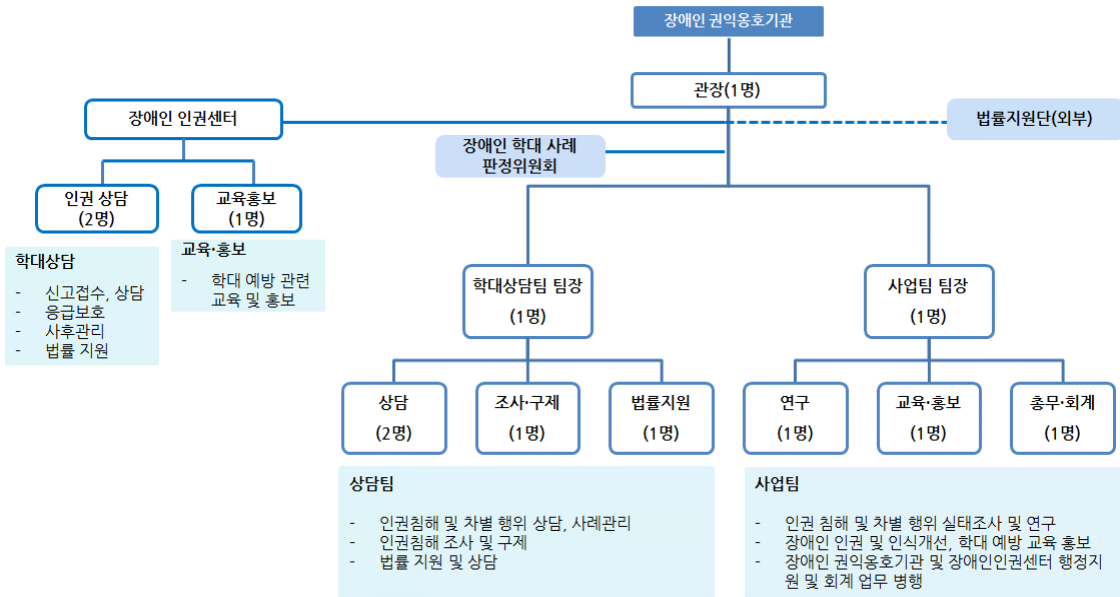 장애인 권익옹호기관
관장(1명)
장애인 인권센터
법률지원단(외부)
장애인 학대 사례
판정위원회
인권 상담
(2명)
교육홍보
(1명)
학대상담
- 신고접수, 상담
- 응급보호
- 사후관리
- 법률 지원
교육·홍보
- 학대 예방 관련
교육 및 홍보
학대상담팀 팀장
(1명)
사업팀 팀장
(1명)
상담
(2명)
조사·구제
(1명)
법률지원
(1명)
연구
(1명)
교육·홍보
(1명)
총무·회계
(1명)
상담팀
- 인권침해 및 차별 행위 상담, 사례관리
- 인권침해 조사 및 구제
- 법률 지원 및 상담
사업팀
- 인권 침해 및 차별 행위 실태조사 및 연구
- 장애인 인권 및 인식개선, 학대 예방 교육 홍보
- 장애인 권익옹호기관 및 장애인인권센터 행정지
원 및 회계 업무 병행